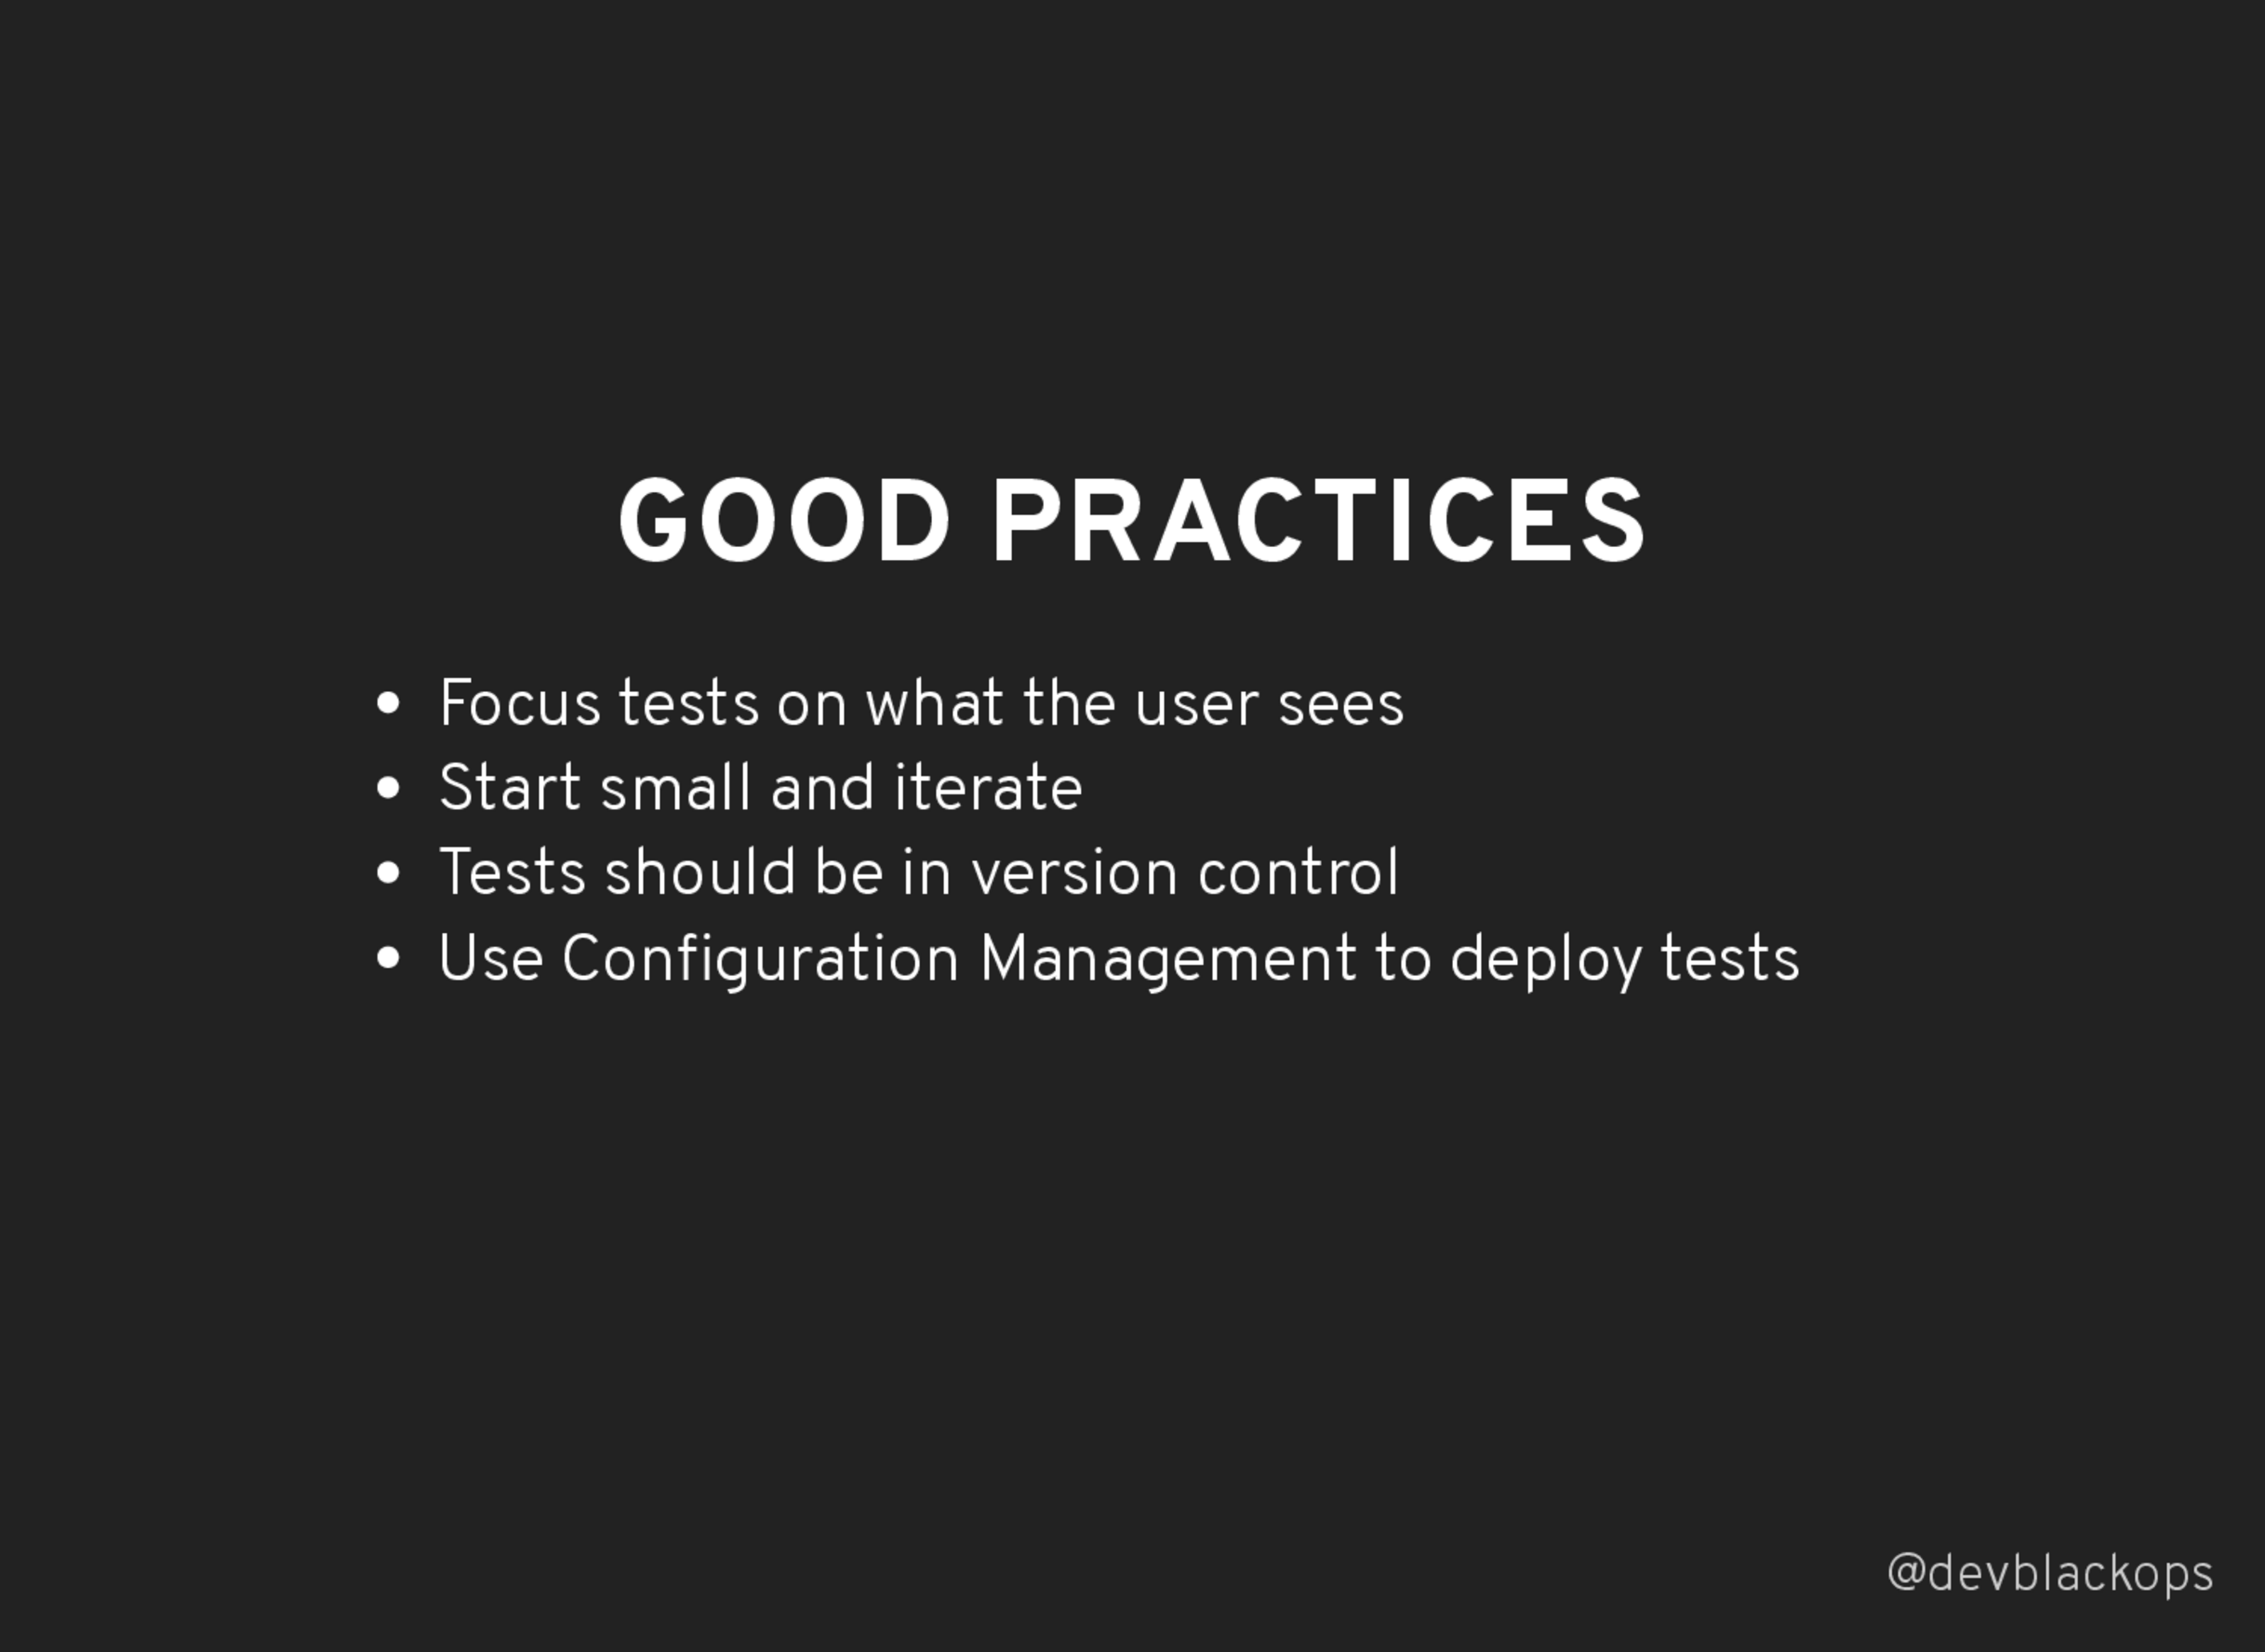 GOOD PRACTICES
• Focus tests on what the user sees
• Start small and iterate
• Tests should be in version control
• Use Configuration Management to deploy tests
@devblackops